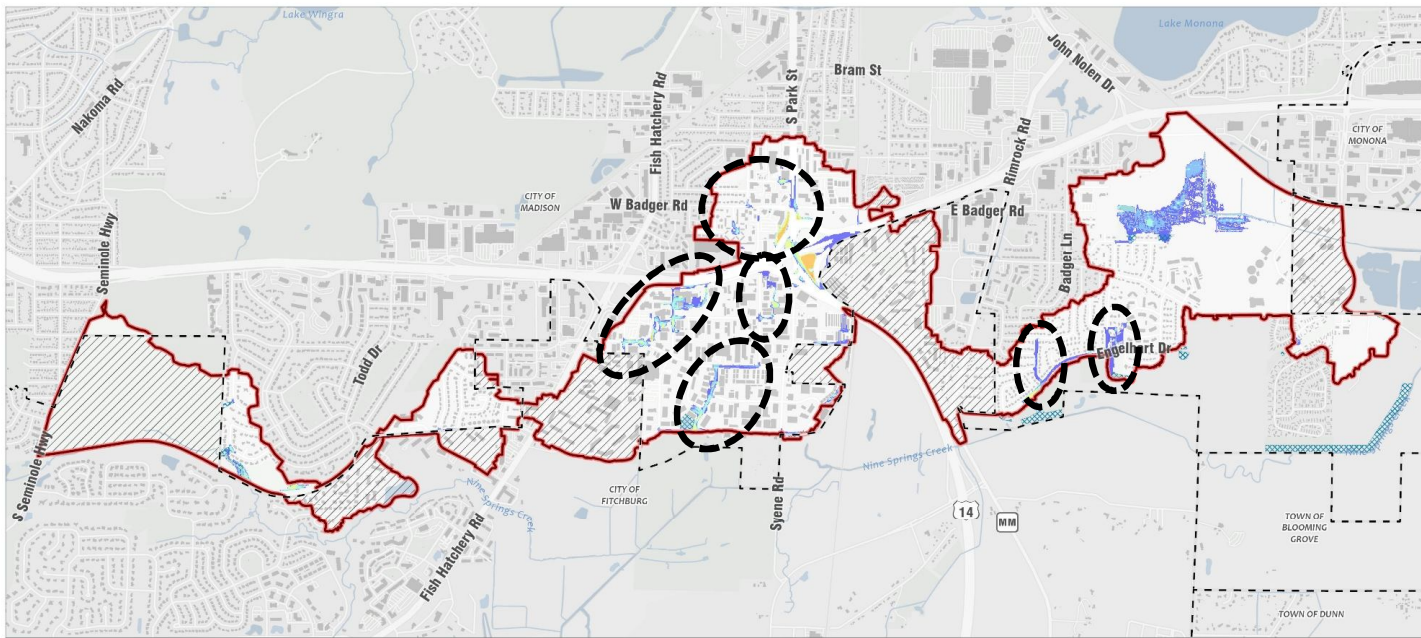 Lake Wingra
Lake Monona
John Nolen Dr
Nakoma Rd
Fish Hatchery Rd
S Park St
Bram St
Rimrock Rd
CITY OF
MONONA
CITY OF
MADISON
W Badger Rd
E Badger Rd
Seminole Hwy
Badger Ln
Engelhart Dr
Todd Dr
S Seminole Hwy
Nine Springs Creek
Nine Springs Creek
CITY OF
FITCHBURG
Syene Rd
Fish Hatchery Rd
14
MM
TOWN OF
BLOOMING
GROVE
TOWN OF DUNN